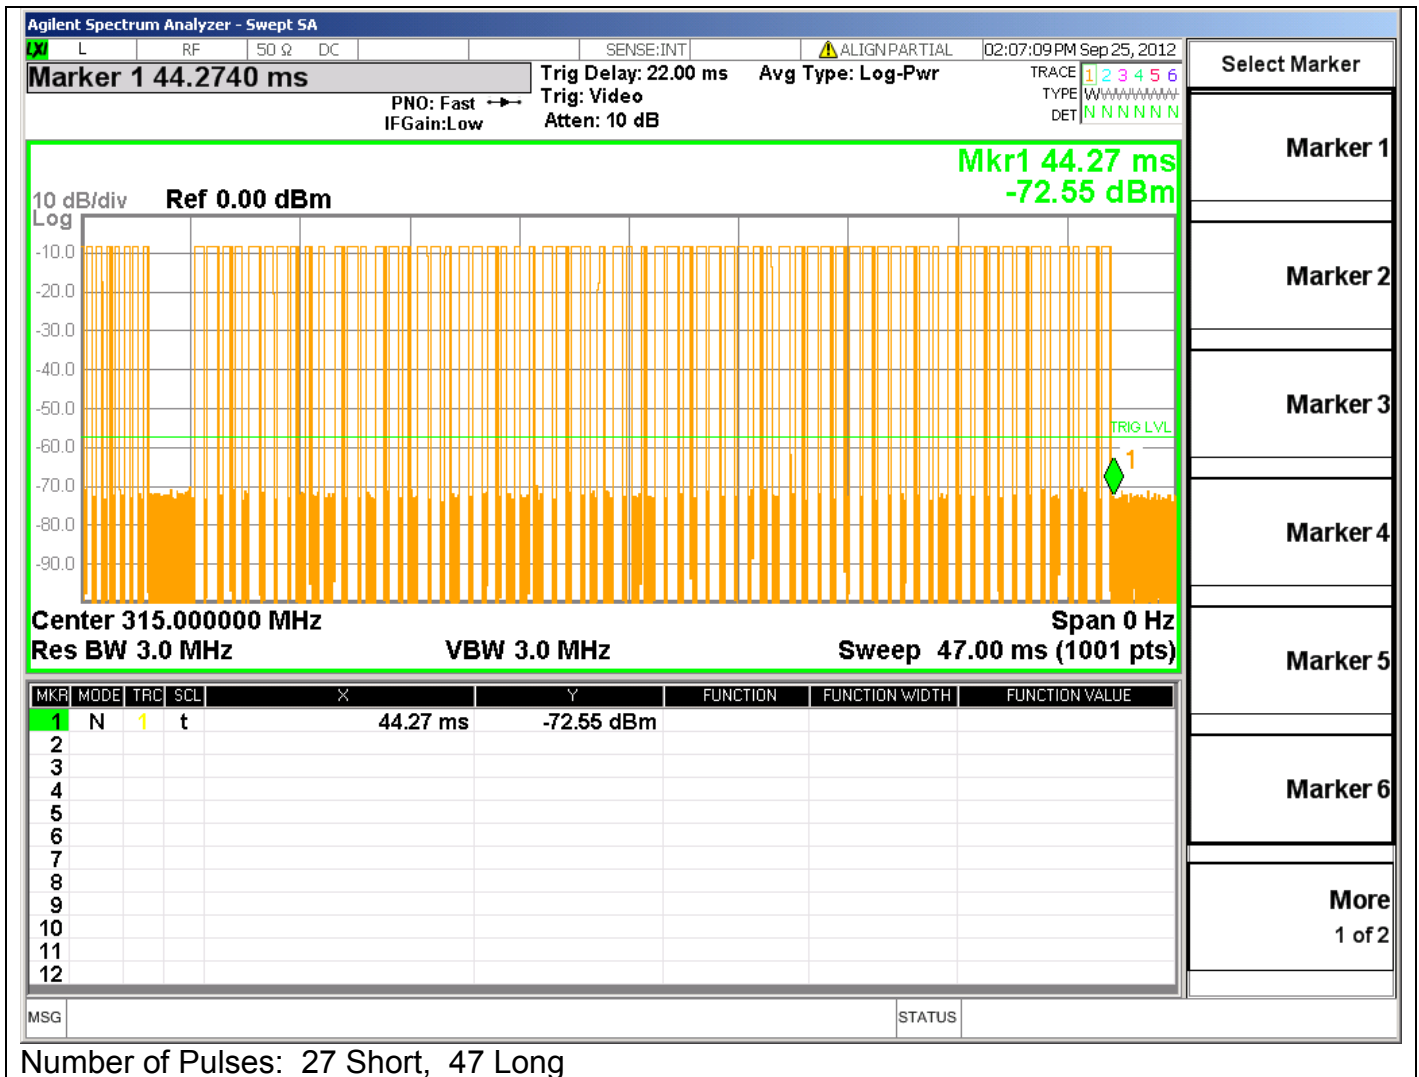 Agilent Spectrum Analyzer - Swept SA
LXI L RF 50 Ω DC SENSE:INT ALIGN PARTIAL 02:07:09 PM Sep 25, 2012
Marker 1 44.2740 ms
PNO: Fast
IFGain:Low
Trig Delay: 22.00 ms
Trig: Video
Atten: 10 dB
Avg Type: Log-Pwr
TRACE 1 2 3 4 5 6
TYPE WWWWWW
DET N N N N N N
Mkr1 44.27 ms
-72.55 dBm
10 dB/div Ref 0.00 dBm
Log
-10.0
-20.0
-30.0
-40.0
-50.0
-60.0
-70.0
-80.0
-90.0
TRIG LVL
1
Center 315.000000 MHz Span 0 Hz
Res BW 3.0 MHz VBW 3.0 MHz Sweep 47.00 ms (1001 pts)
MKR MODE TRC SCL X Y FUNCTION FUNCTION WIDTH FUNCTION VALUE
1 N 1 t 44.27 ms -72.55 dBm
2
3
4
5
6
7
8
9
10
11
12
MSG STATUS
Select Marker
Marker 1
Marker 2
Marker 3
Marker 4
Marker 5
Marker 6
More
1 of 2
Number of Pulses: 27 Short, 47 Long